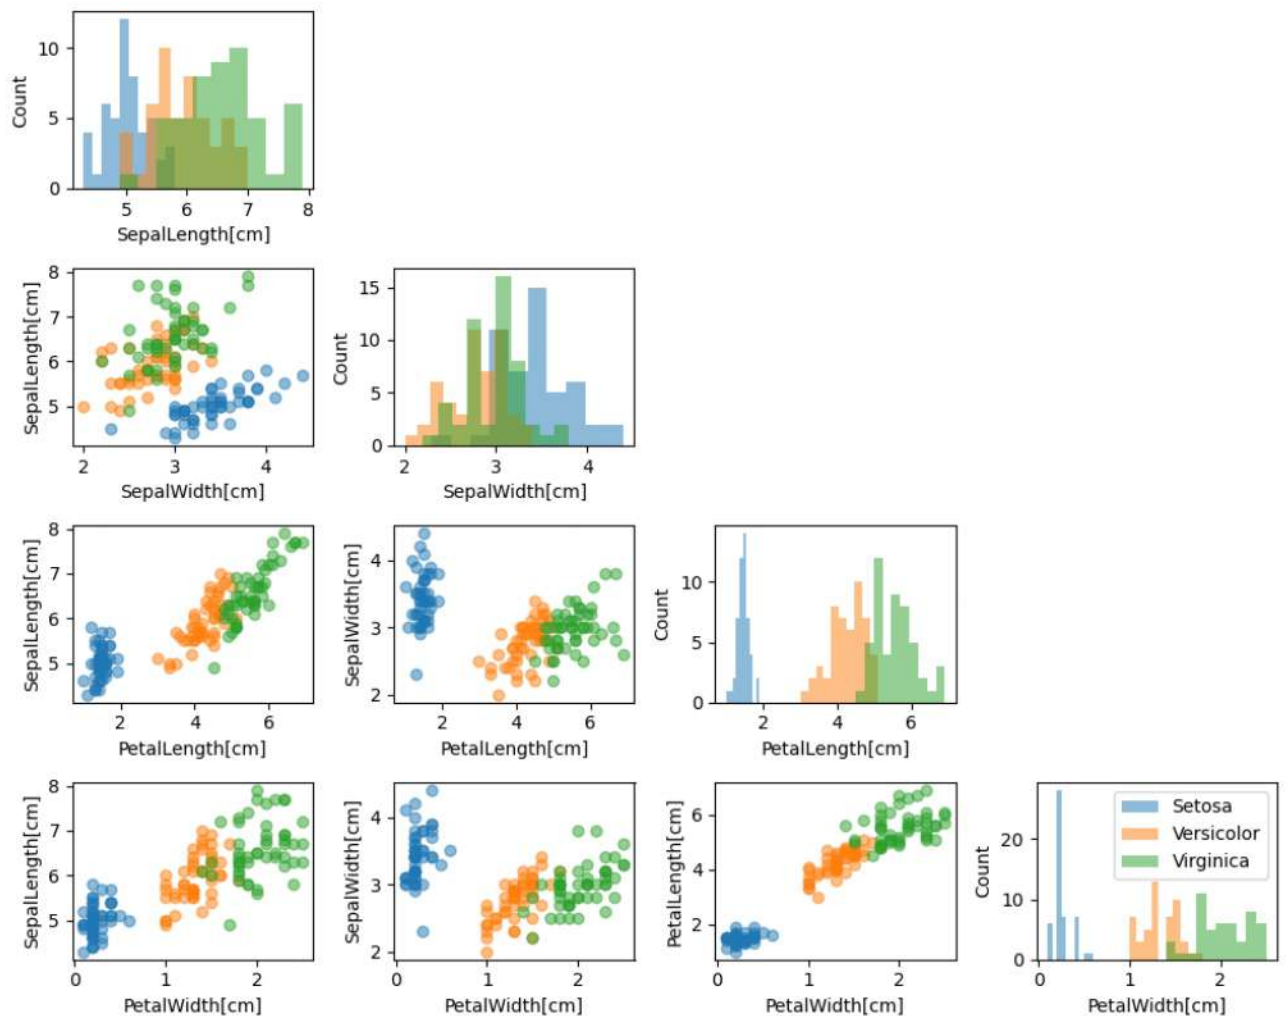 Count
10
5
0
5 6 7 8
SepalLength[cm]
SepalLength[cm]
8
7
6
5
2 3 4
SepalWidth[cm]
Count
15
10
5
0
2 3 4
SepalWidth[cm]
SepalLength[cm]
8
7
6
5
2 4 6
PetalLength[cm]
SepalWidth[cm]
4
3
2
2 4 6
PetalLength[cm]
Count
10
5
0
2 4 6
PetalLength[cm]
SepalLength[cm]
8
7
6
5
0 1 2
PetalWidth[cm]
SepalWidth[cm]
4
3
2
0 1 2
PetalWidth[cm]
PetalLength[cm]
6
4
2
0 1 2
PetalWidth[cm]
Count
20
10
0
Setosa
Versicolor
Virginica
0 1 2
PetalWidth[cm]